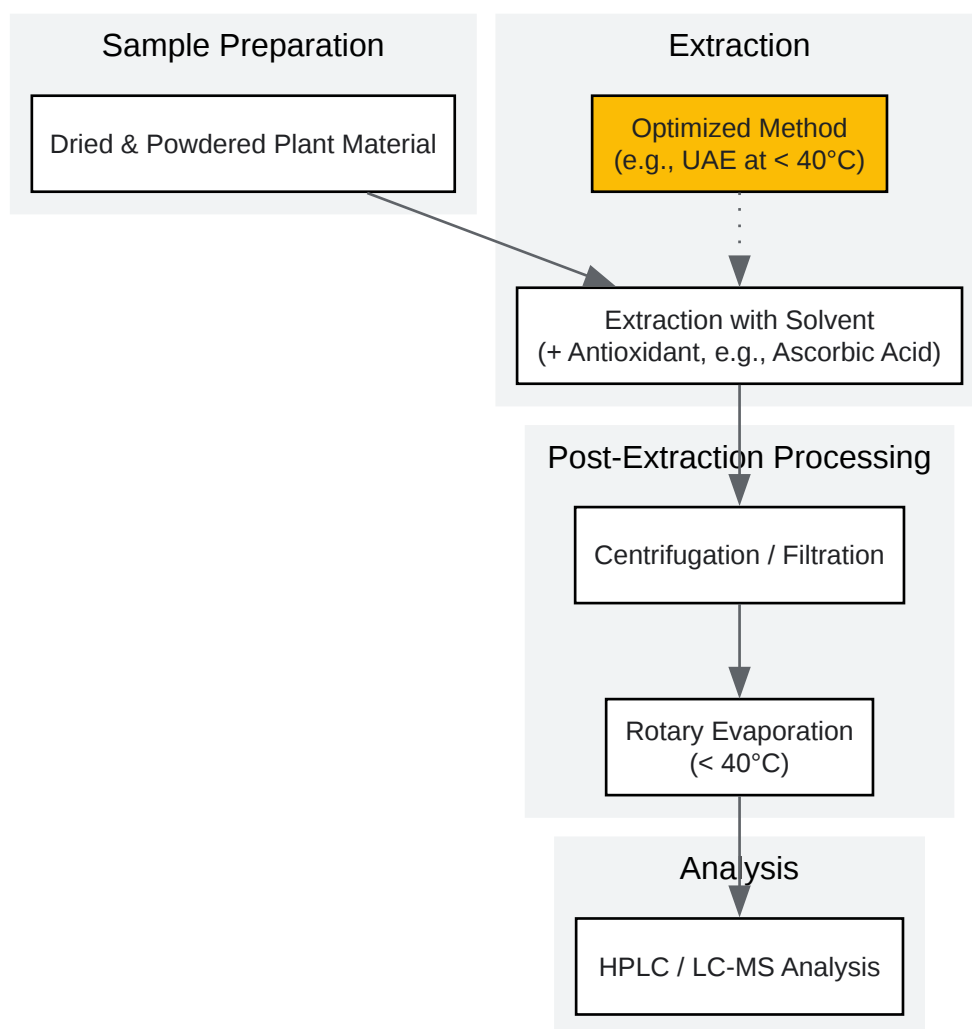 Sample Preparation
Dried & Powdered Plant Material
Extraction
Optimized Method
(e.g., UAE at < 40°C)
Extraction with Solvent
(+ Antioxidant, e.g., Ascorbic Acid)
Post-Extraction Processing
Centrifugation / Filtration
Rotary Evaporation
(< 40°C)
Analysis
HPLC / LC-MS Analysis